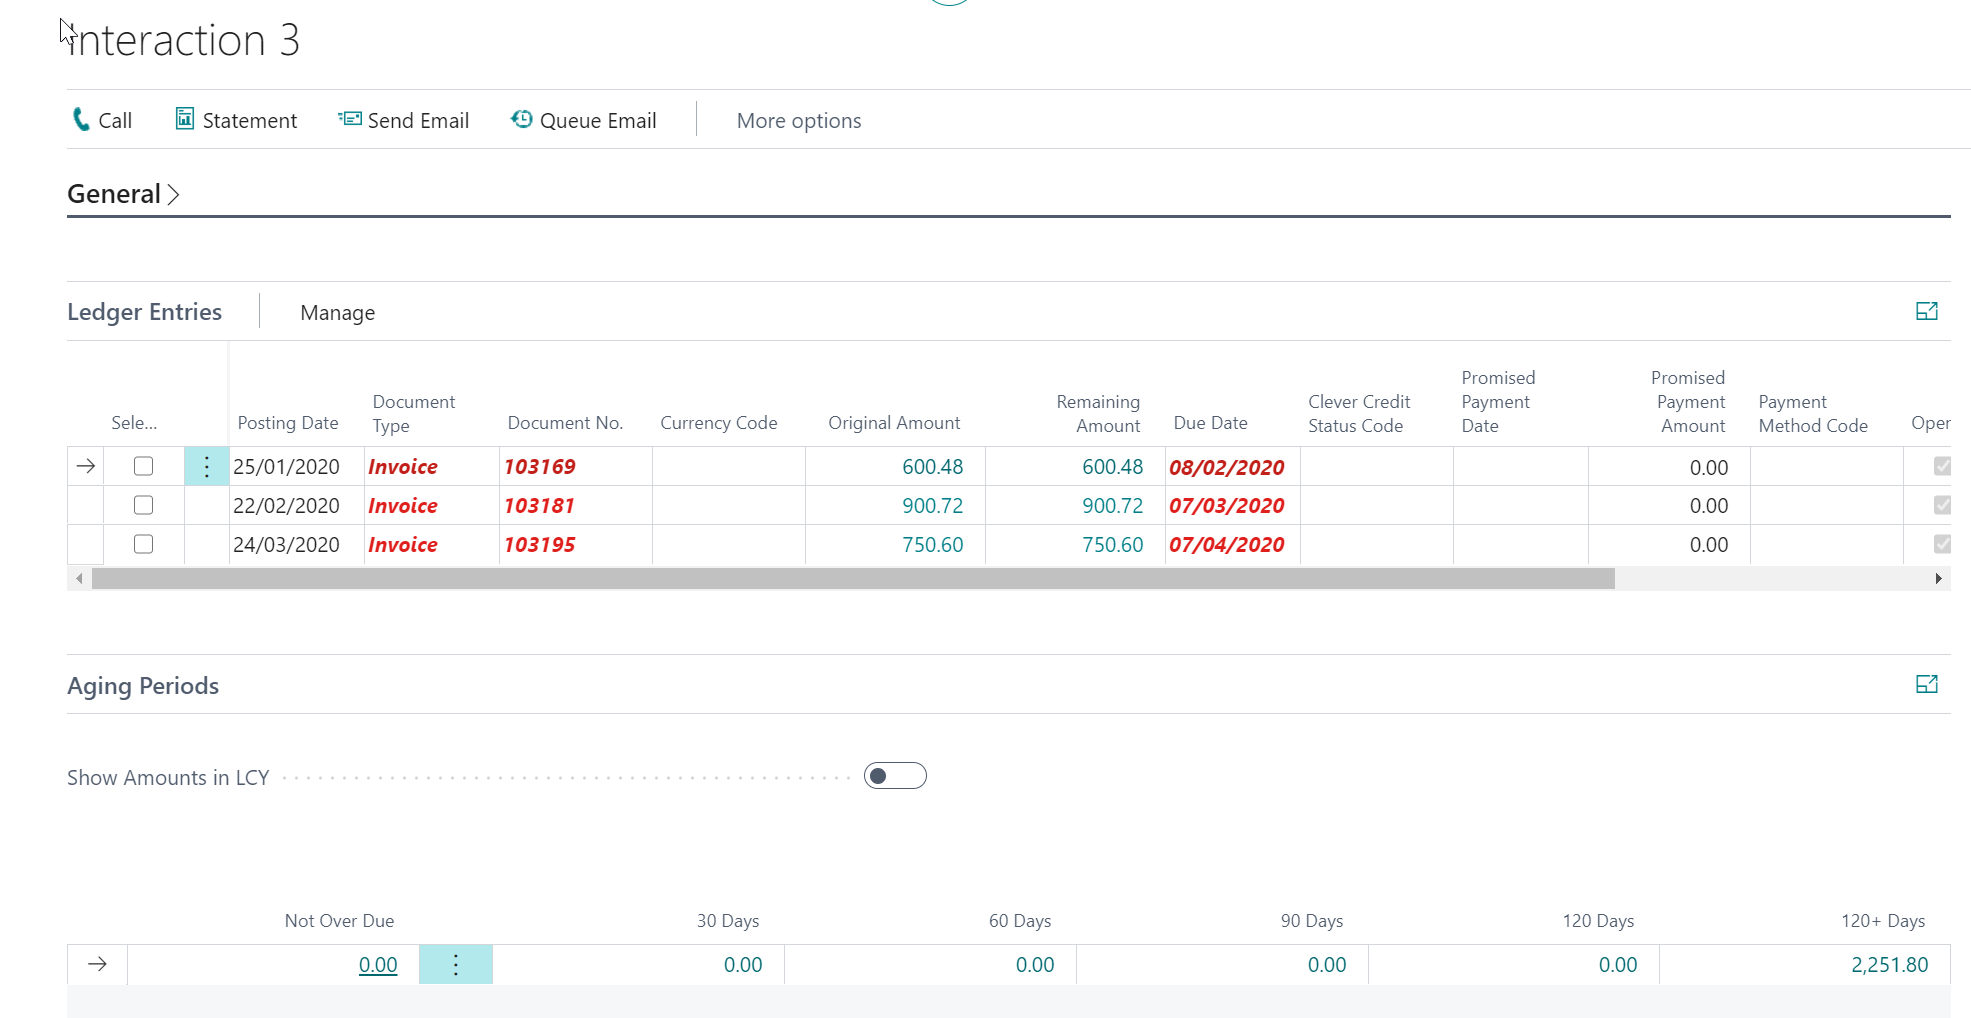 Interaction 3
Call Statement Send Email Queue Email More options
General
Ledger Entries Manage
Sele... Posting Date Document Type Document No. Currency Code Original Amount Remaining Amount Due Date Clever Credit Status Code Promised Payment Date Promised Payment Amount Payment Method Code Oper
25/01/2020 Invoice 103169 600.48 600.48 08/02/2020 0.00
22/02/2020 Invoice 103181 900.72 900.72 07/03/2020 0.00
24/03/2020 Invoice 103195 750.60 750.60 07/04/2020 0.00
Aging Periods
Show Amounts in LCY
Not Over Due 30 Days 60 Days 90 Days 120 Days 120+ Days
0.00 0.00 0.00 0.00 0.00 2,251.80